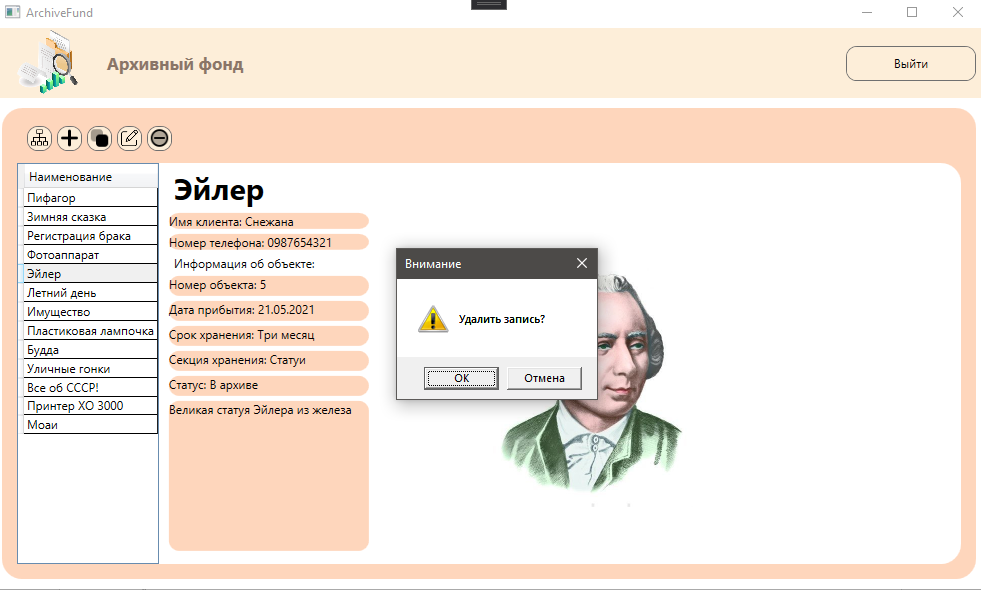 ArchiveFund
Архивный фонд
Выйти
Наименование
Пифагор
Зимняя сказка
Регистрация брака
Фотоаппарат
Эйлер
Летний день
Имущество
Пластиковая лампочка
Будда
Уличные гонки
Все об СССР!
Принтер XO 3000
Моаи
Эйлер
Имя клиента: Снежана
Номер телефона: 0987654321
Информация об объекте:
Номер объекта: 5
Дата прибытия: 21.05.2021
Срок хранения: Три месяц
Секция хранения: Статуи
Статус: В архиве
Великая статуя Эйлера из железа
Внимание
Удалить запись?
ОК
Отмена